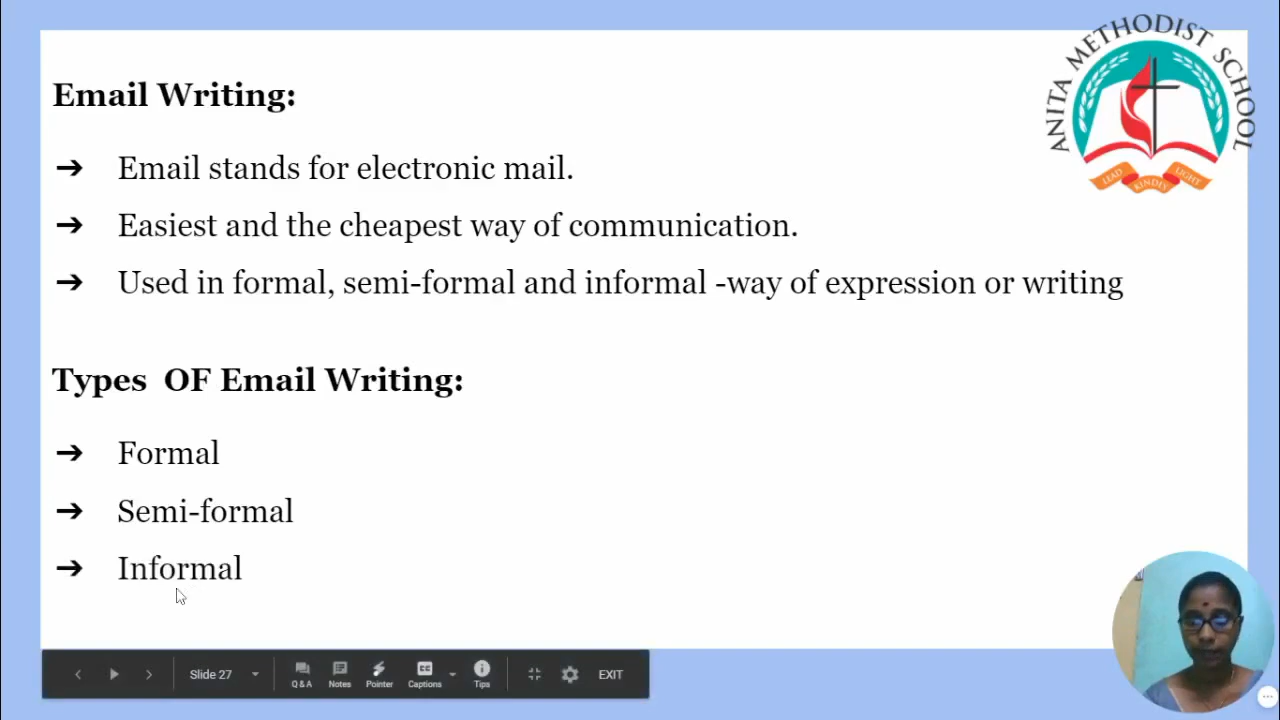 ANITA METHODIST SCHOOL
LEAD KINDLY LIGHT
Email Writing:
➔ Email stands for electronic mail.
➔ Easiest and the cheapest way of communication.
➔ Used in formal, semi-formal and informal -way of expression or writing
Types OF Email Writing:
➔ Formal
➔ Semi-formal
➔ Informal
Slide 27
Q & A
Notes
Pointer
CC
Captions
Tips
EXIT